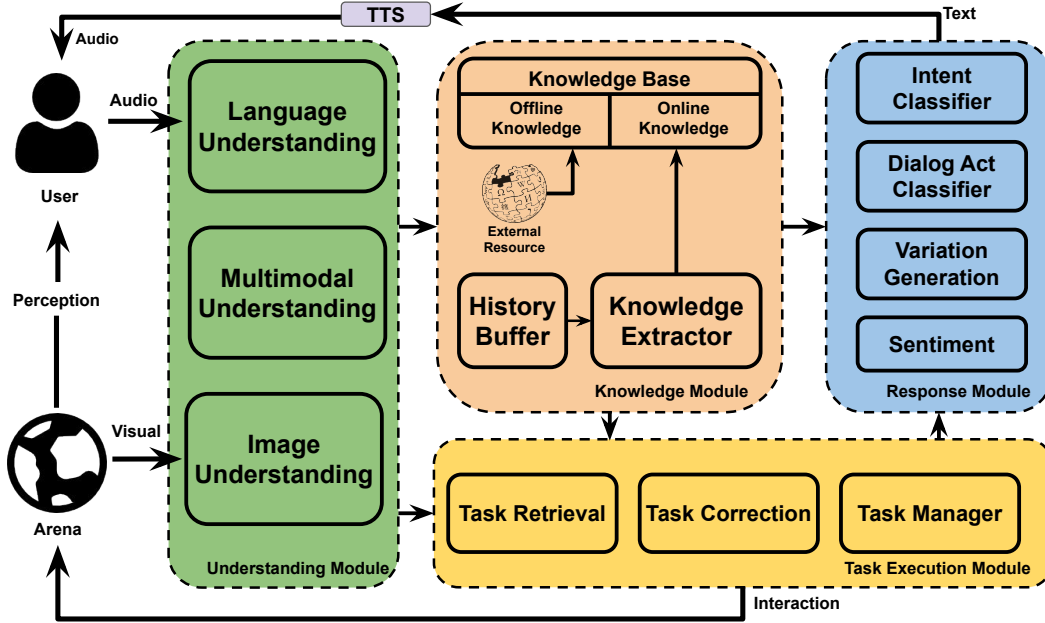 TTS
Text
Audio
Audio
User
Perception
Visual
Arena
Language
Understanding
Multimodal
Understanding
Image
Understanding
Understanding Module
Knowledge Base
Offline
Knowledge
Online
Knowledge
External
Resource
History
Buffer
Knowledge
Extractor
Knowledge Module
Intent
Classifier
Dialog Act
Classifier
Variation
Generation
Sentiment
Response Module
Task Retrieval
Task Correction
Task Manager
Task Execution Module
Interaction